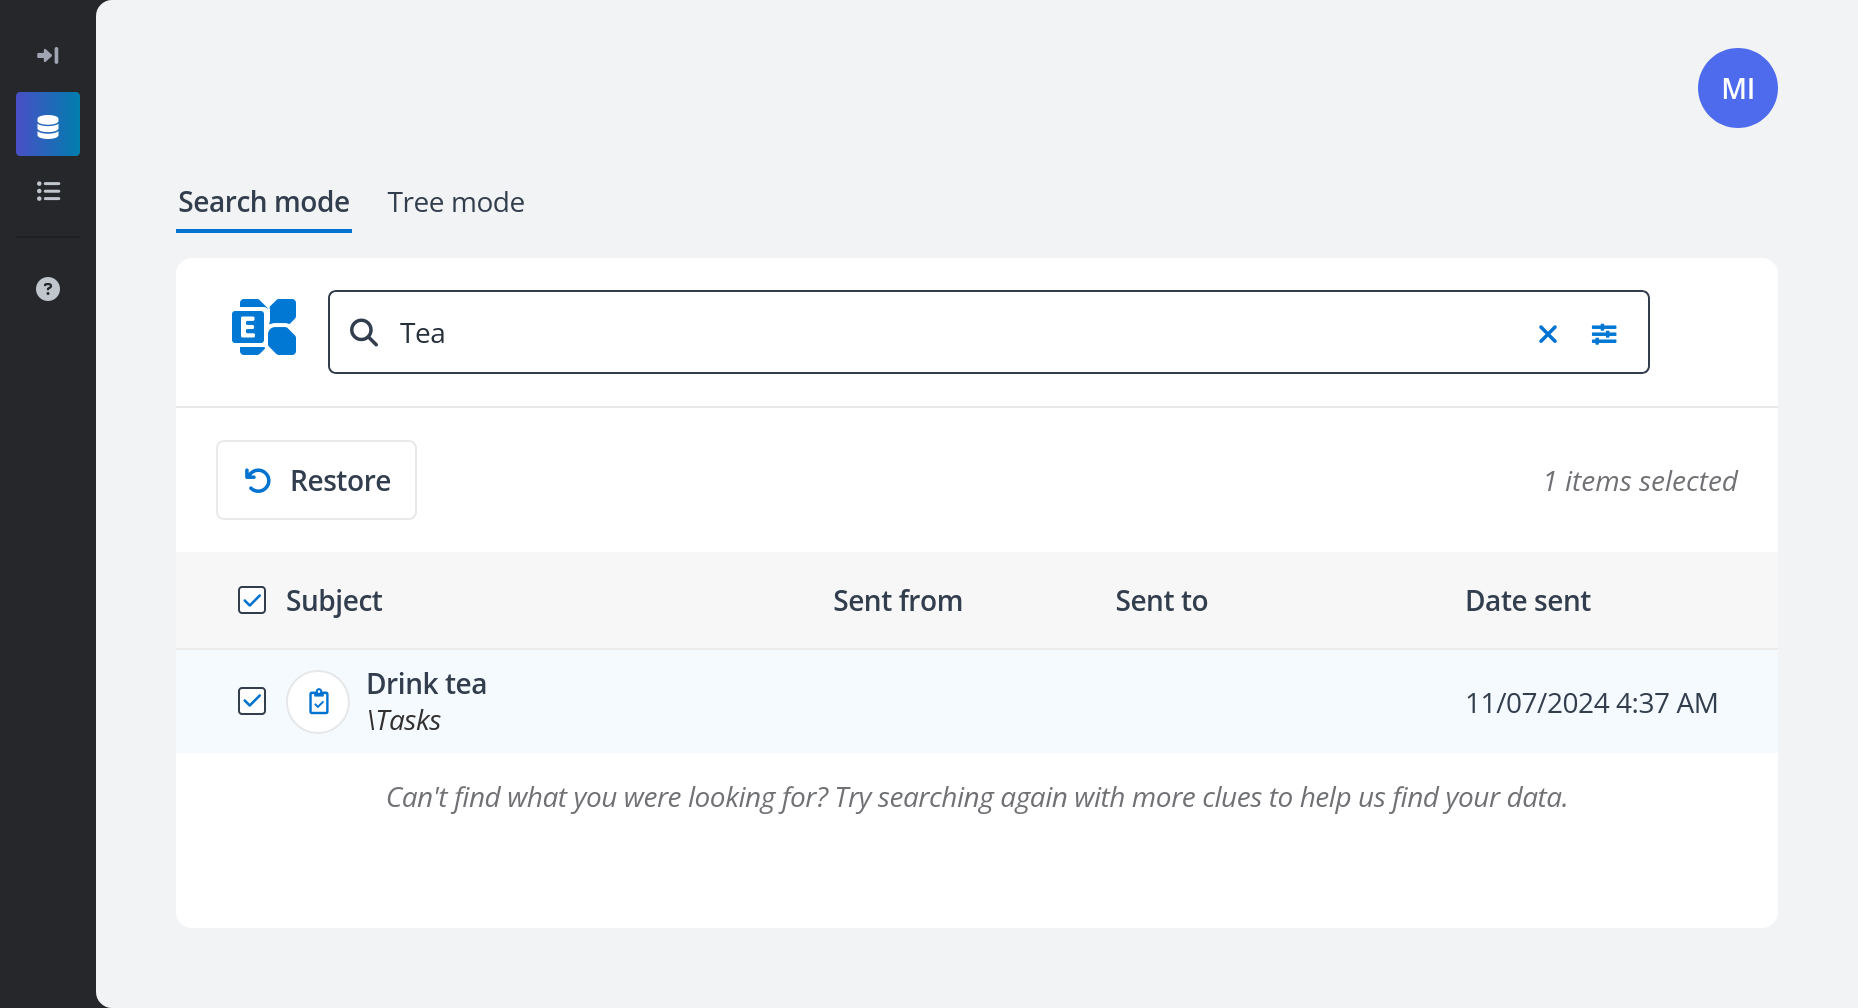 MI
Search mode Tree mode
E
Tea
Restore 1 items selected
Subject Sent from Sent to Date sent
Drink tea
\Tasks
11/07/2024 4:37 AM
Can't find what you were looking for? Try searching again with more clues to help us find your data.